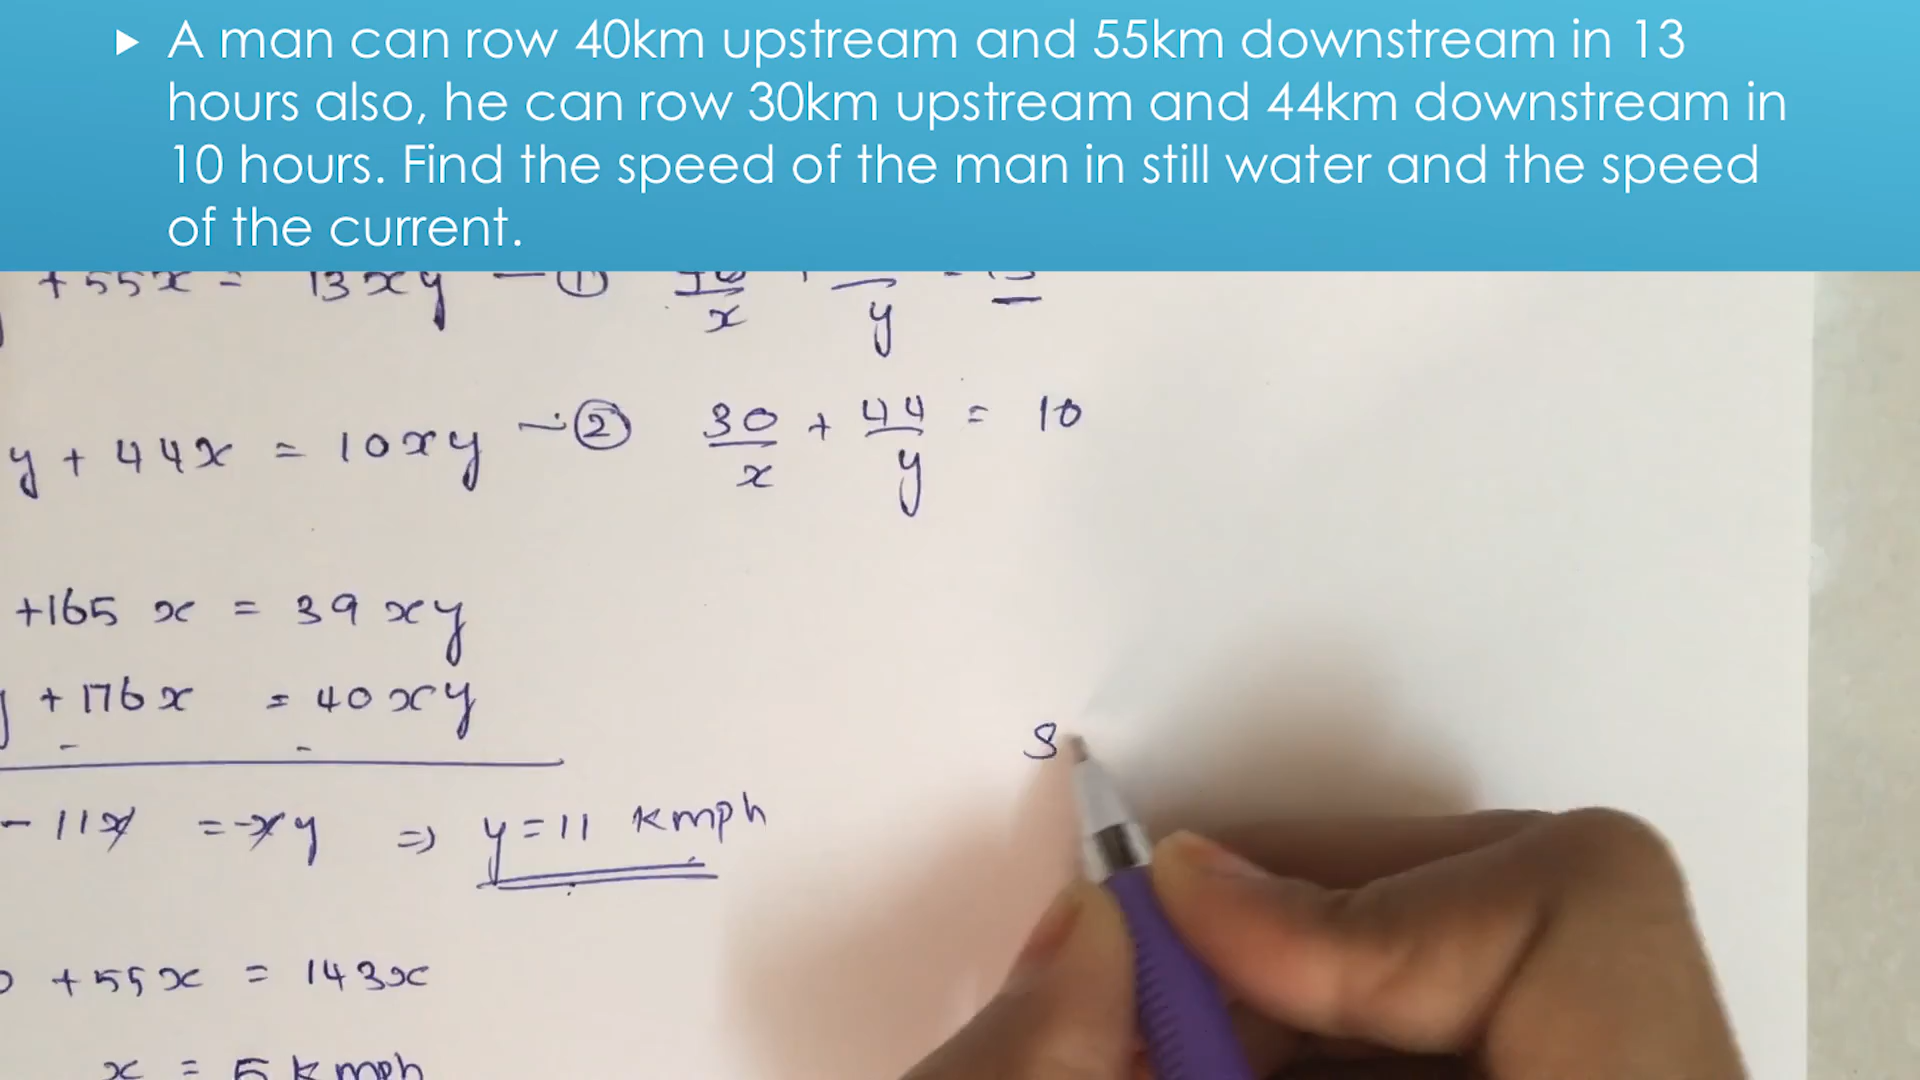 ▶ A man can row 40km upstream and 55km downstream in 13
hours also, he can row 30km upstream and 44km downstream in
10 hours. Find the speed of the man in still water and the speed
of the current.
+55x = 13xy — ①
x y
y + 44x = 10xy — ② 30/x + 44/y = 10
+165 x = 39 xy
y + 176x = 40xy
- -
- 11x = -xy ⇒ y = 11 kmph
S
+55x = 143x
x = 5 kmph